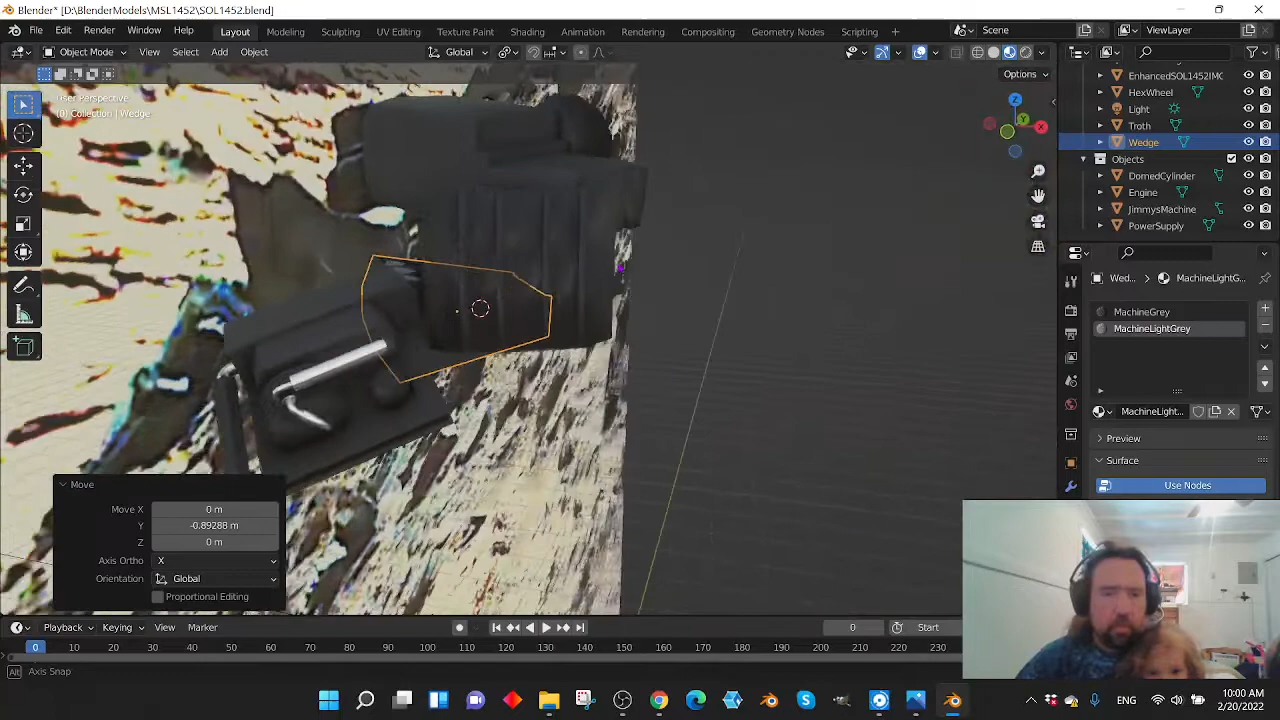 Blender* [D:\BlenderModels\MSL1452\SOL1452.blend]
File Edit Render Window Help Layout Modeling Sculpting UV Editing Texture Paint Shading Animation Rendering Compositing Geometry Nodes Scripting Scene ViewLayer
Object Mode View Select Add Object Global
Options
User Perspective
(0) Collection | Wedge
Z
Y
X
EnhancedSOL1452IMC
HexWheel
Light
Troth
Wedge
Objects
DomedCylinder
Engine
JimmysMachine
PowerSupply
Wed... MachineLightG...
MachineGrey
MachineLightGrey
MachineLight...
Preview
Surface
Use Nodes
Move
Move X 0 m
Y -0.89288 m
Z 0 m
Axis Ortho X
Orientation Global
Proportional Editing
Playback Keying View Marker 0 Start
0 10 20 30 40 50 60 70 80 90 100 110 120 130 140 150 160 170 180 190 200 210 220 230
Alt Axis Snap
ENG
10:00 AM
2/20/2022